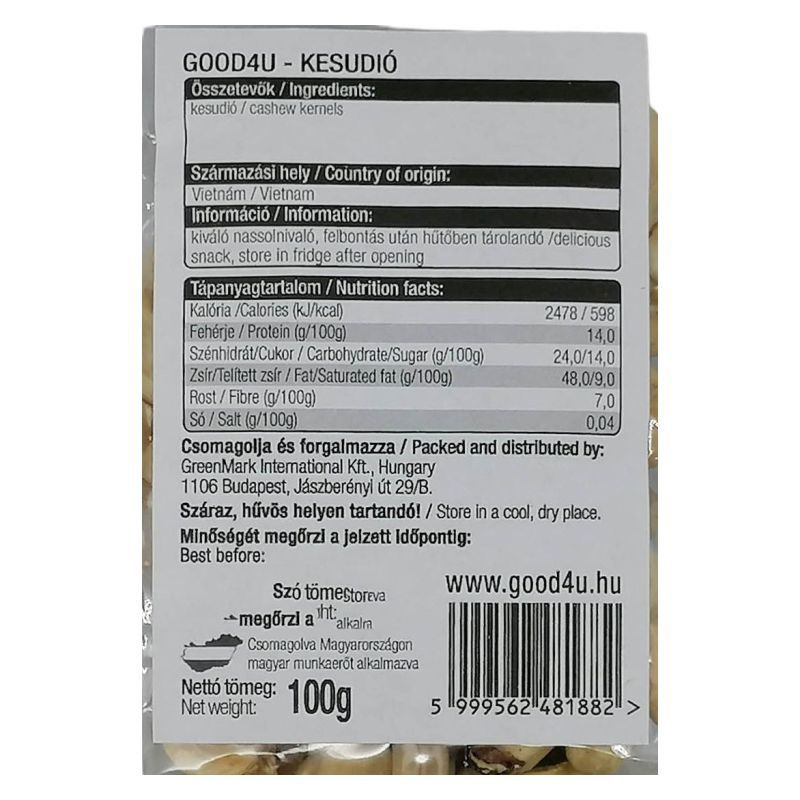 GOOD4U - KESUDIÓ
Összetevők / Ingredients:
kesudió / cashew kernels
Származási hely / Country of origin:
Vietnám / Vietnam
Információ / Information:
kiváló nassolnivaló, felbontás után hűtőben tárolandó /delicious
snack, store in fridge after opening
Tápanyagtartalom / Nutrition facts:
Kalória /Calories (kJ/kcal) 2478 / 598
Fehérje / Protein (g/100g) 14,0
Szénhidrát/Cukor / Carbohydrate/Sugar (g/100g) 24,0/14,0
Zsír/Telített zsír / Fat/Saturated fat (g/100g) 48,0/9,0
Rost / Fibre (g/100g) 7,0
Só / Salt (g/100g) 0,04
Csomagolja és forgalmazza / Packed and distributed by:
GreenMark International Kft., Hungary
1106 Budapest, Jászberényi út 29/B.
Száraz, hűvös helyen tartandó! / Store in a cool, dry place.
Minőségét megőrzi a jelzett időpontig:
Best before:
www.good4u.hu
Szó
megőrzi a
Csomagolva Magyarországon
magyar munkaerőt alkalmazva
Nettó tömeg: 100g
Net weight:
5 999562 481882 >